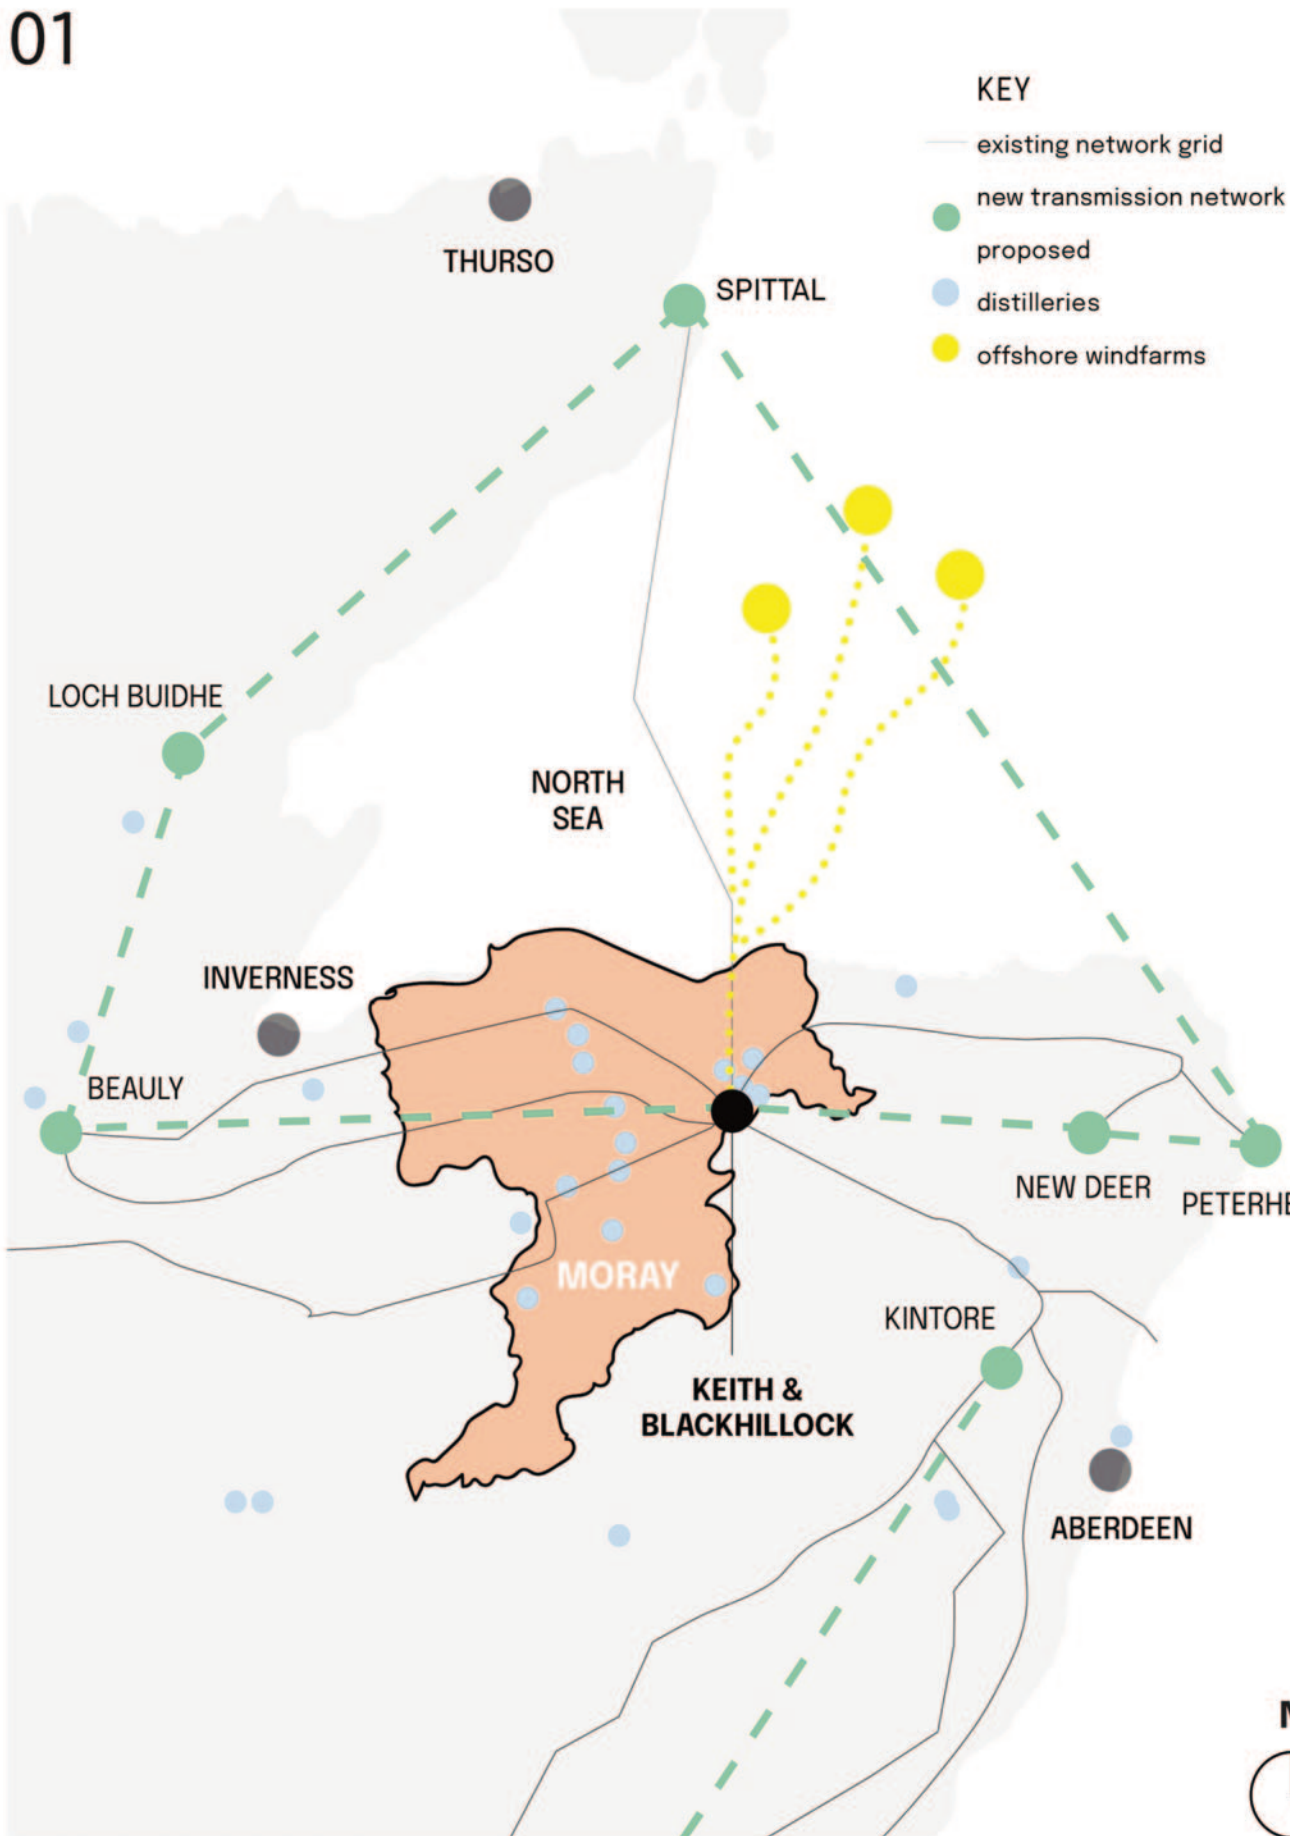 01
KEY
existing network grid
new transmission network
proposed
distilleries
offshore windfarms
THURSO
SPITTAL
LOCH BUIDHE
NORTH
SEA
INVERNESS
BEAULY
NEW DEER
PETERHE
MORAY
KINTORE
KEITH &
BLACKHILLOCK
ABERDEEN